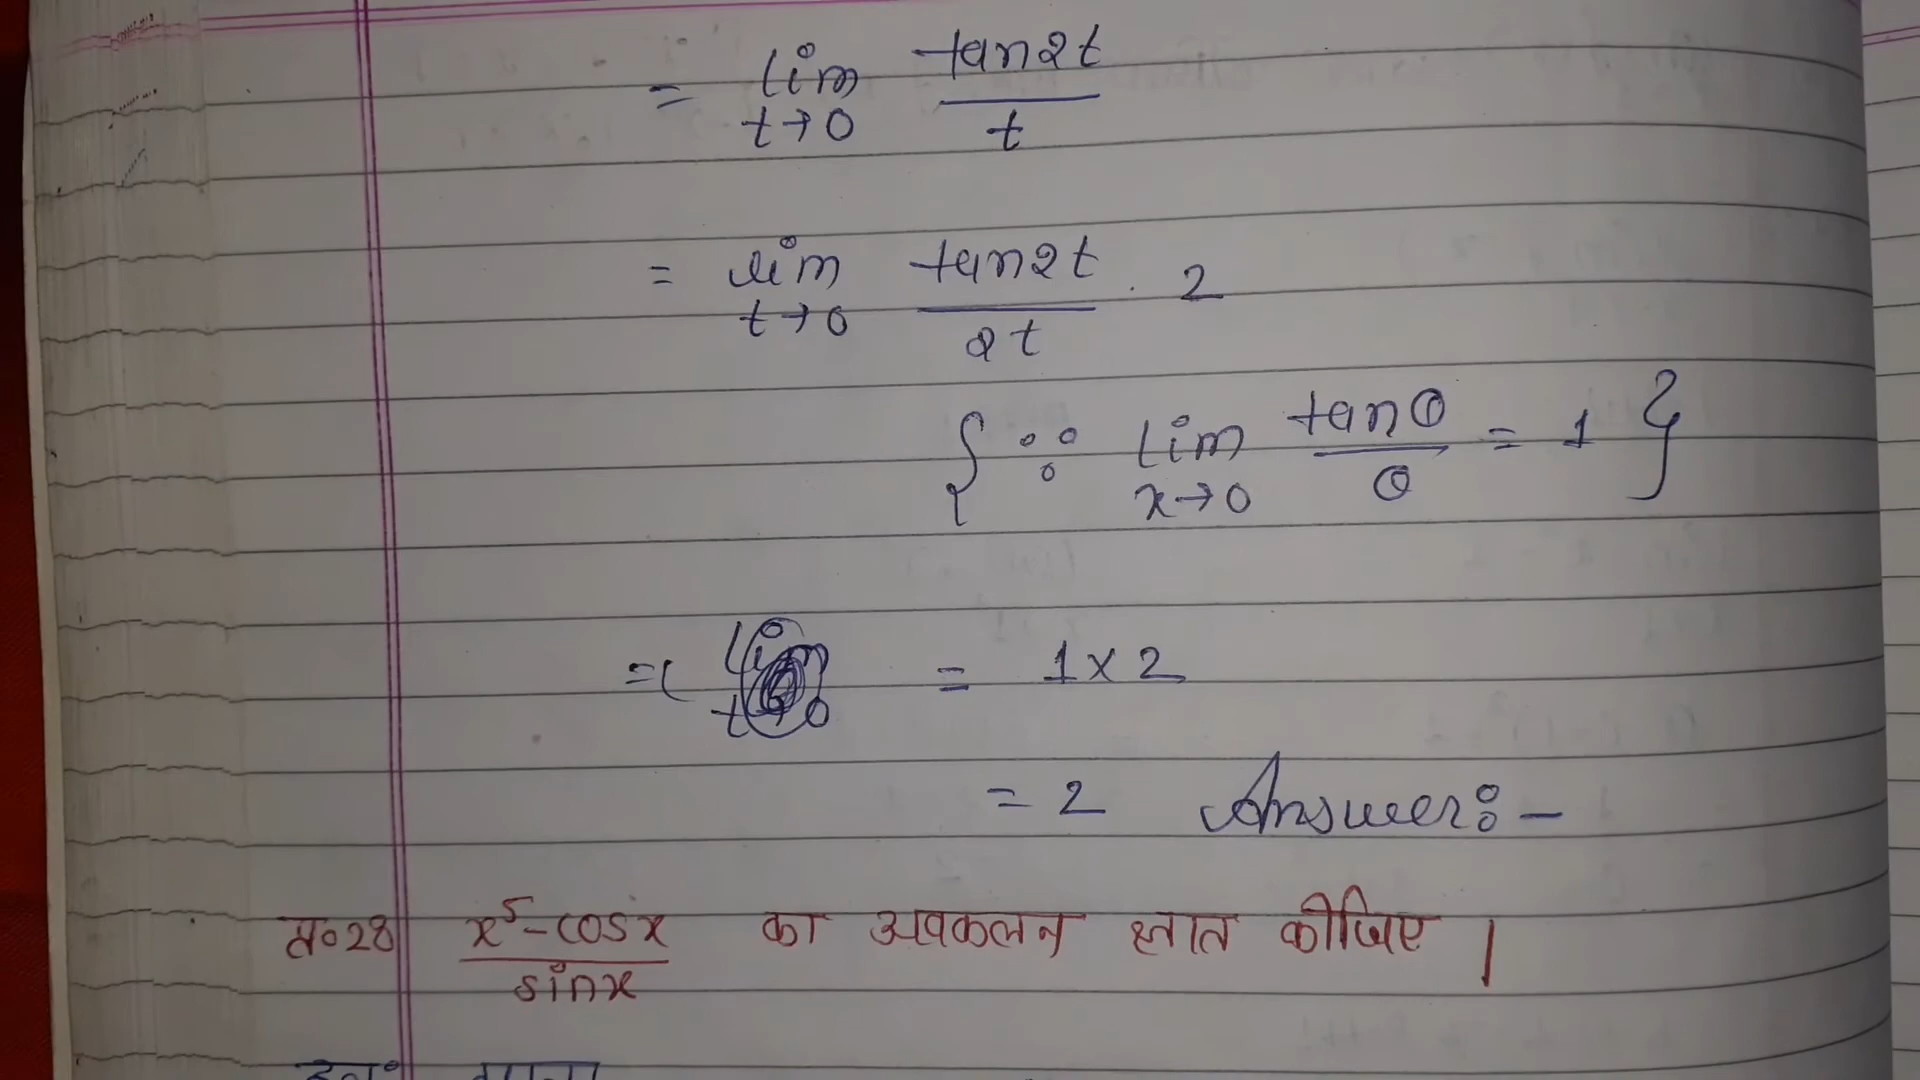 = lim tan2t
t→0 t
= lim tan2t . 2
t→0 2t
{ ∵ lim tanθ = 1 }
x→0 θ
= 1 × 2
= 2 Answer:-
प्र०28 x⁵-cosx का अवकलन ज्ञात कीजिए |
sinx